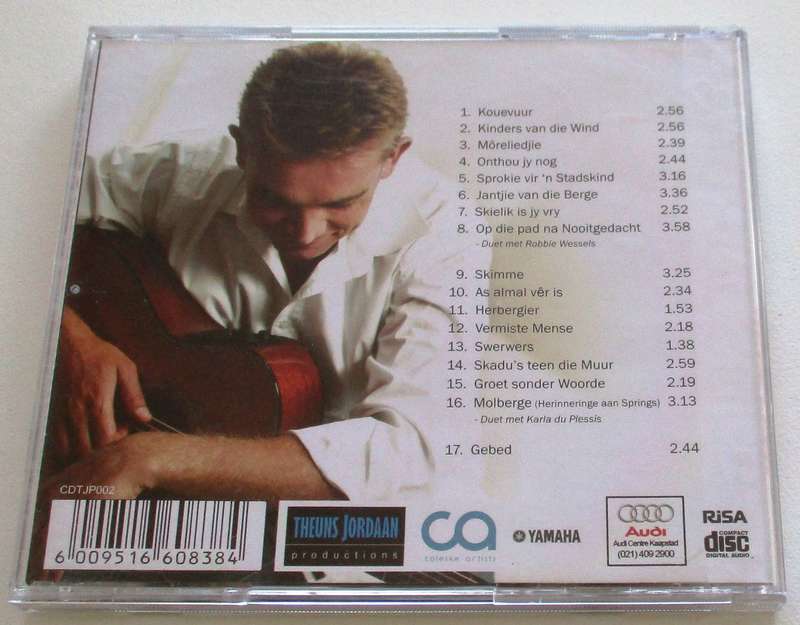 1. Kouevuur 2.56
2. Kinders van die Wind 2.56
3. Môreliedjie 2.39
4. Onthou jy nog 2.44
5. Sprokie vir 'n Stadskind 3.16
6. Jantjie van die Berge 3.36
7. Skielik is jy vry 2.52
8. Op die pad na Nooitgedacht 3.58
- Duet met Robbie Wessels
9. Skimme 3.25
10. As almal vêr is 2.34
11. Herbergier 1.53
12. Vermiste Mense 2.18
13. Swerwers 1.38
14. Skadu's teen die Muur 2.59
15. Groet sonder Woorde 2.19
16. Molberge (Herinneringe aan Springs) 3.13
- Duet met Karla du Plessis
17. Gebed 2.44
CDTJP002
6 009516 608384
THEUNS JORDAAN
productions
ca
coleske artists
YAMAHA
Audi
Audi Centre Kaapstad
(021) 409 2900
RiSA
COMPACT
disc
DIGITAL AUDIO